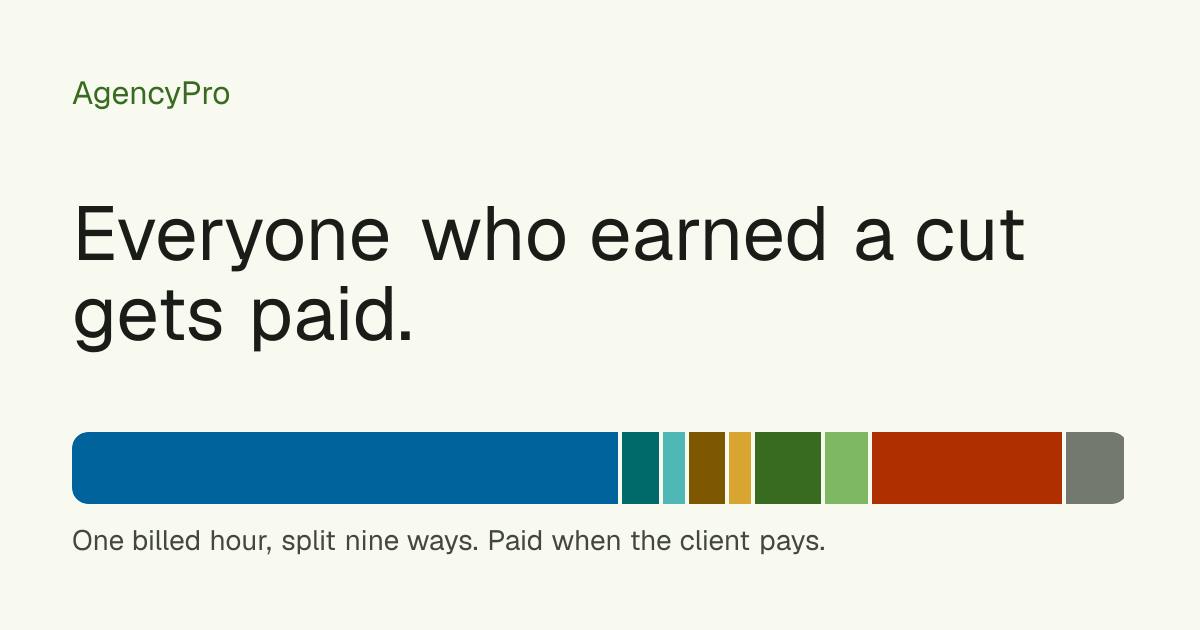 AgencyPro
Everyone who earned a cut
gets paid.
One billed hour, split nine ways. Paid when the client pays.